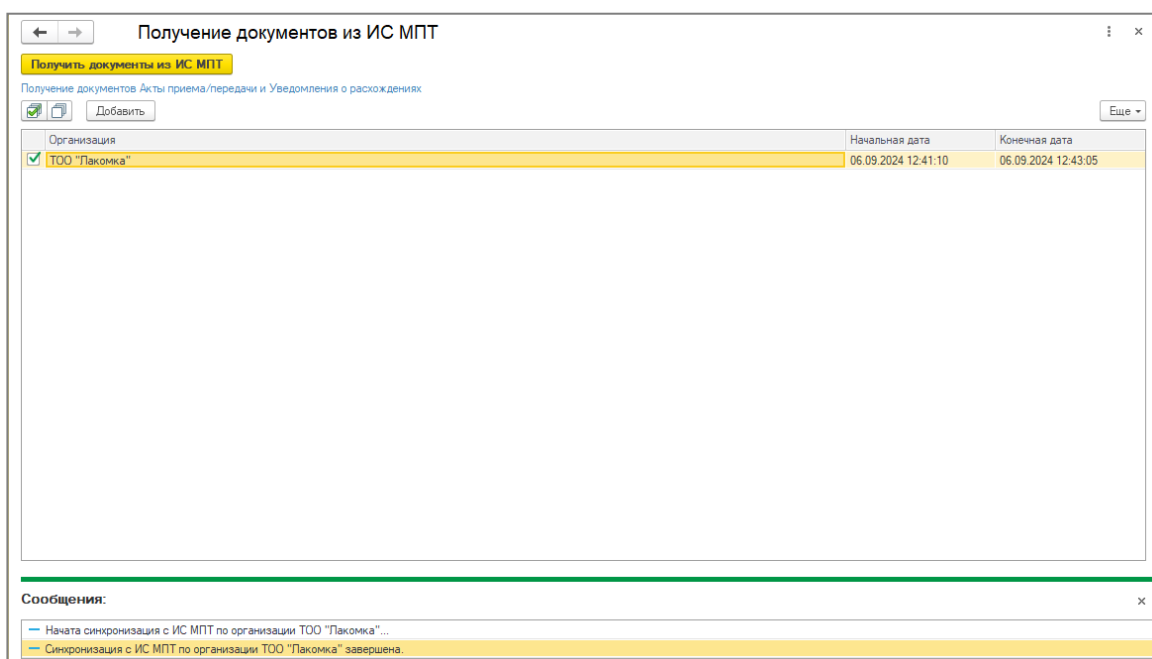 Получение документов из ИС МПТ
Получить документы из ИС МПТ
Получение документов Акты приема/передачи и Уведомления о расхождениях
Добавить
Еще
Организация Начальная дата Конечная дата
ТОО "Лакомка" 06.09.2024 12:41:10 06.09.2024 12:43:05
Сообщения:
Начата синхронизация с ИС МПТ по организации ТОО "Лакомка"...
Синхронизация с ИС МПТ по организации ТОО "Лакомка" завершена.